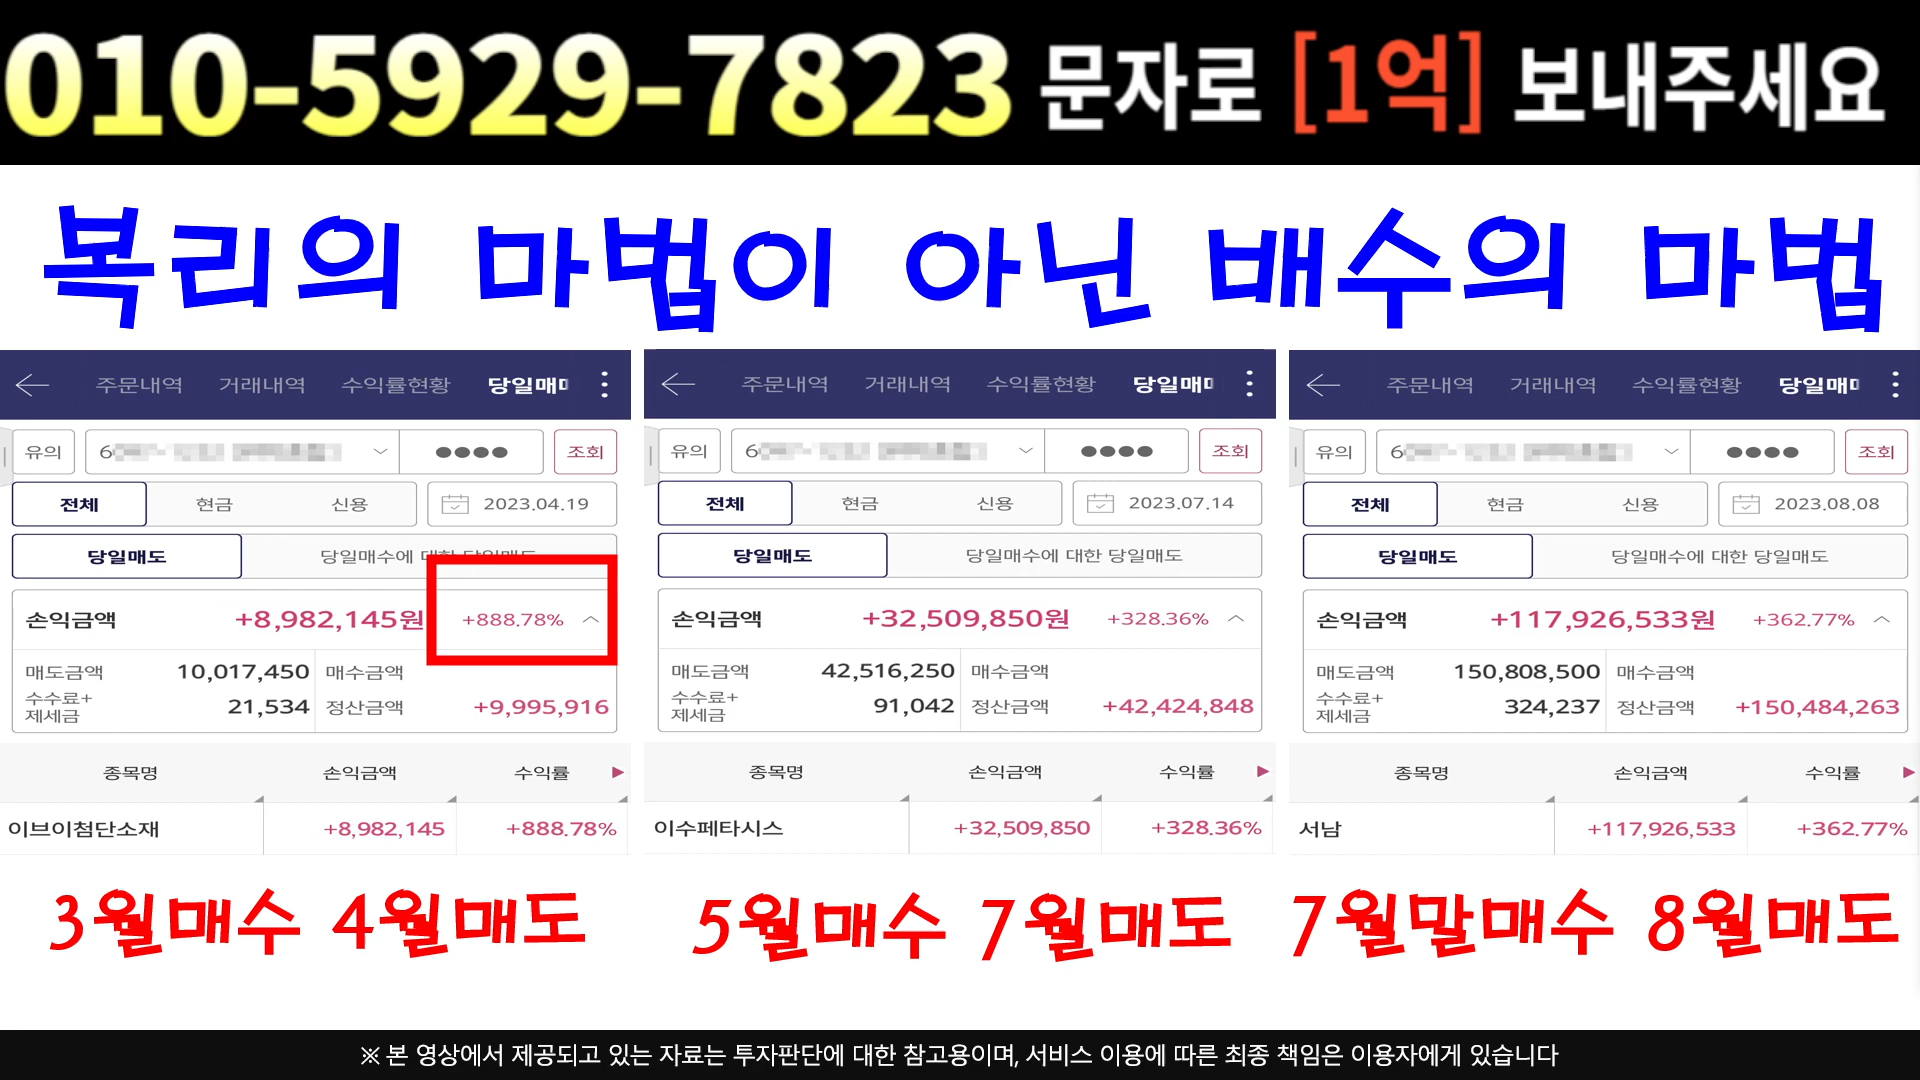 010-5929-7823 문자로 [1억] 보내주세요
복리의 마법이 아닌 배수의 마법
주문내역 거래내역 수익률현황 당일매
유의 6 ●●●● 조회
전체 현금 신용 2023.04.19
당일매도 당일매수에 대한 당일매도
손익금액 +8,982,145원 +888.78%
매도금액 10,017,450 매수금액
수수료+
제세금 21,534 정산금액 +9,995,916
종목명 손익금액 수익률
이브이첨단소재 +8,982,145 +888.78%
3월매수 4월매도
주문내역 거래내역 수익률현황 당일매
유의 6 ●●●● 조회
전체 현금 신용 2023.07.14
당일매도 당일매수에 대한 당일매도
손익금액 +32,509,850원 +328.36%
매도금액 42,516,250 매수금액
수수료+
제세금 91,042 정산금액 +42,424,848
종목명 손익금액 수익률
이수페타시스 +32,509,850 +328.36%
5월매수 7월매도
주문내역 거래내역 수익률현황 당일매
유의 6 ●●●● 조회
전체 현금 신용 2023.08.08
당일매도 당일매수에 대한 당일매도
손익금액 +117,926,533원 +362.77%
매도금액 150,808,500 매수금액
수수료+
제세금 324,237 정산금액 +150,484,263
종목명 손익금액 수익률
서남 +117,926,533 +362.77%
7월말매수 8월매도
※ 본 영상에서 제공되고 있는 자료는 투자판단에 대한 참고용이며, 서비스 이용에 따른 최종 책임은 이용자에게 있습니다